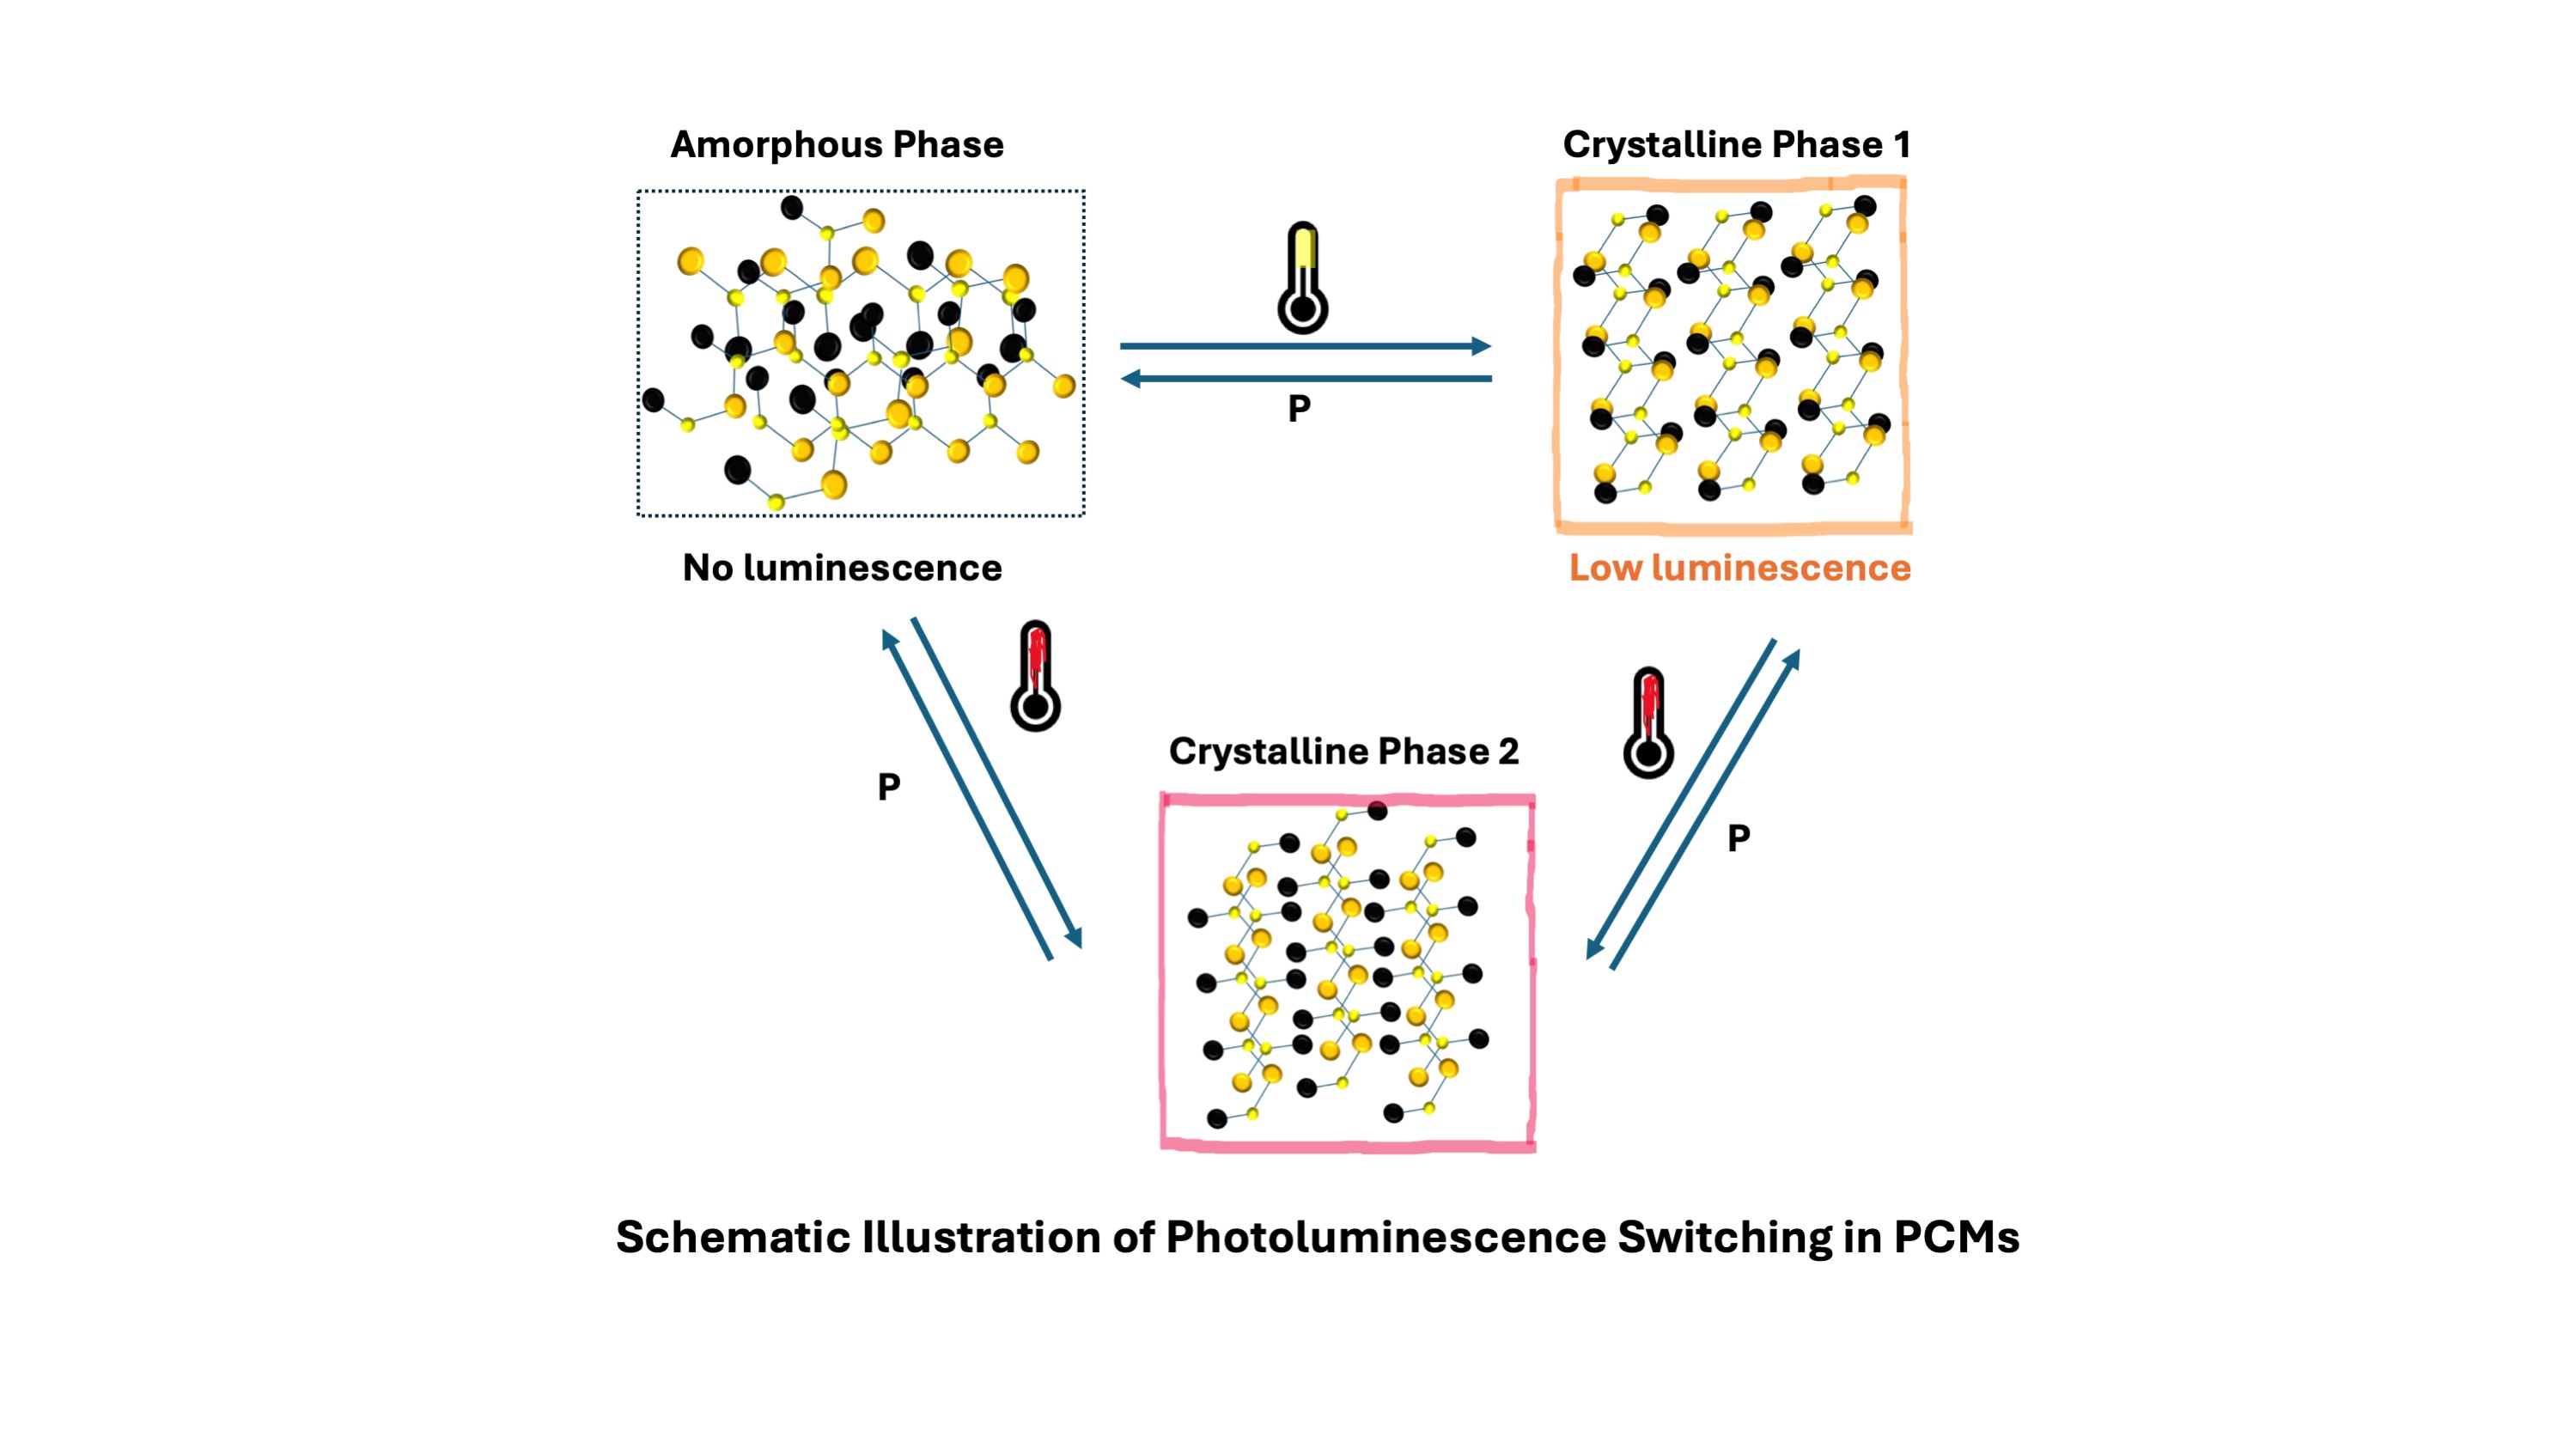 Amorphous Phase
Crystalline Phase 1
P
No luminescence
Low luminescence
Crystalline Phase 2
P
P
Schematic Illustration of Photoluminescence Switching in PCMs